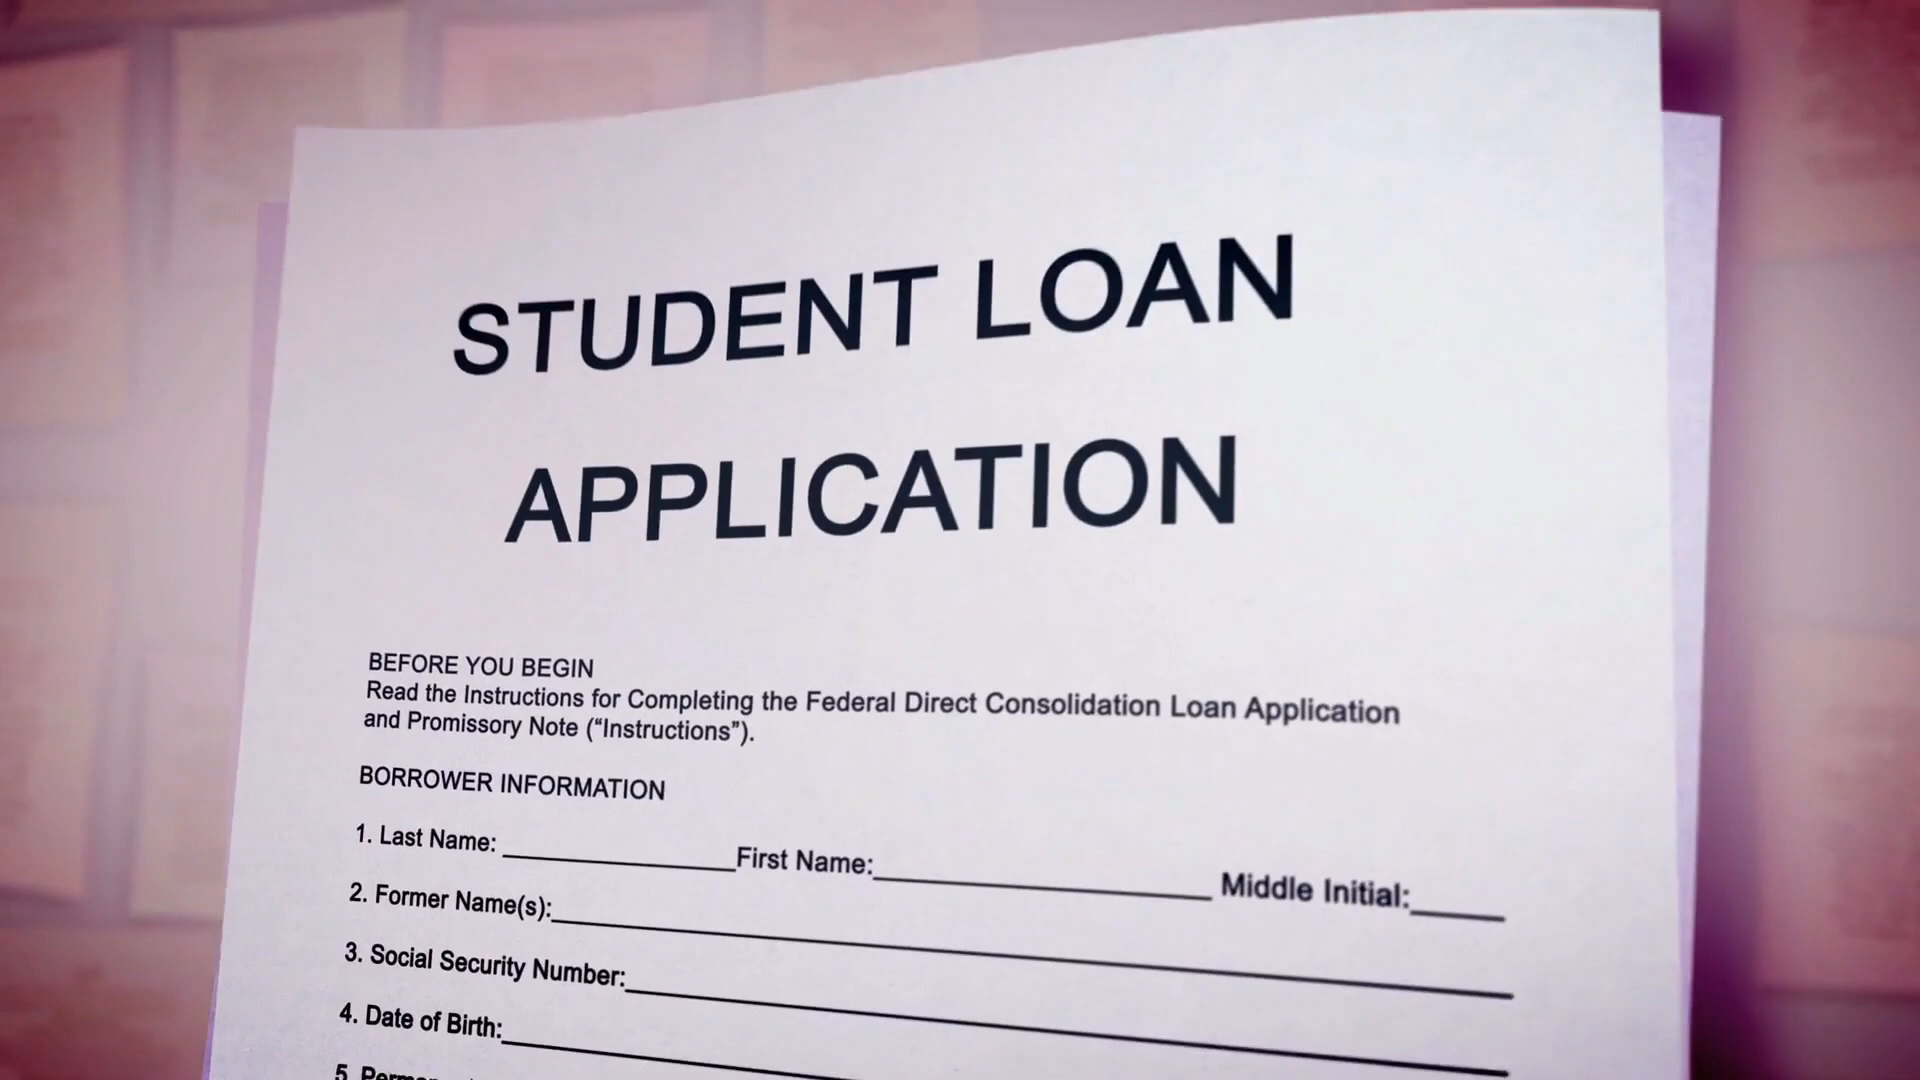 STUDENT LOAN
APPLICATION
BEFORE YOU BEGIN
Read the Instructions for Completing the Federal Direct Consolidation Loan Application
and Promissory Note (“Instructions”).
BORROWER INFORMATION
1. Last Name: First Name: Middle Initial:
2. Former Name(s):
3. Social Security Number:
4. Date of Birth:
5.